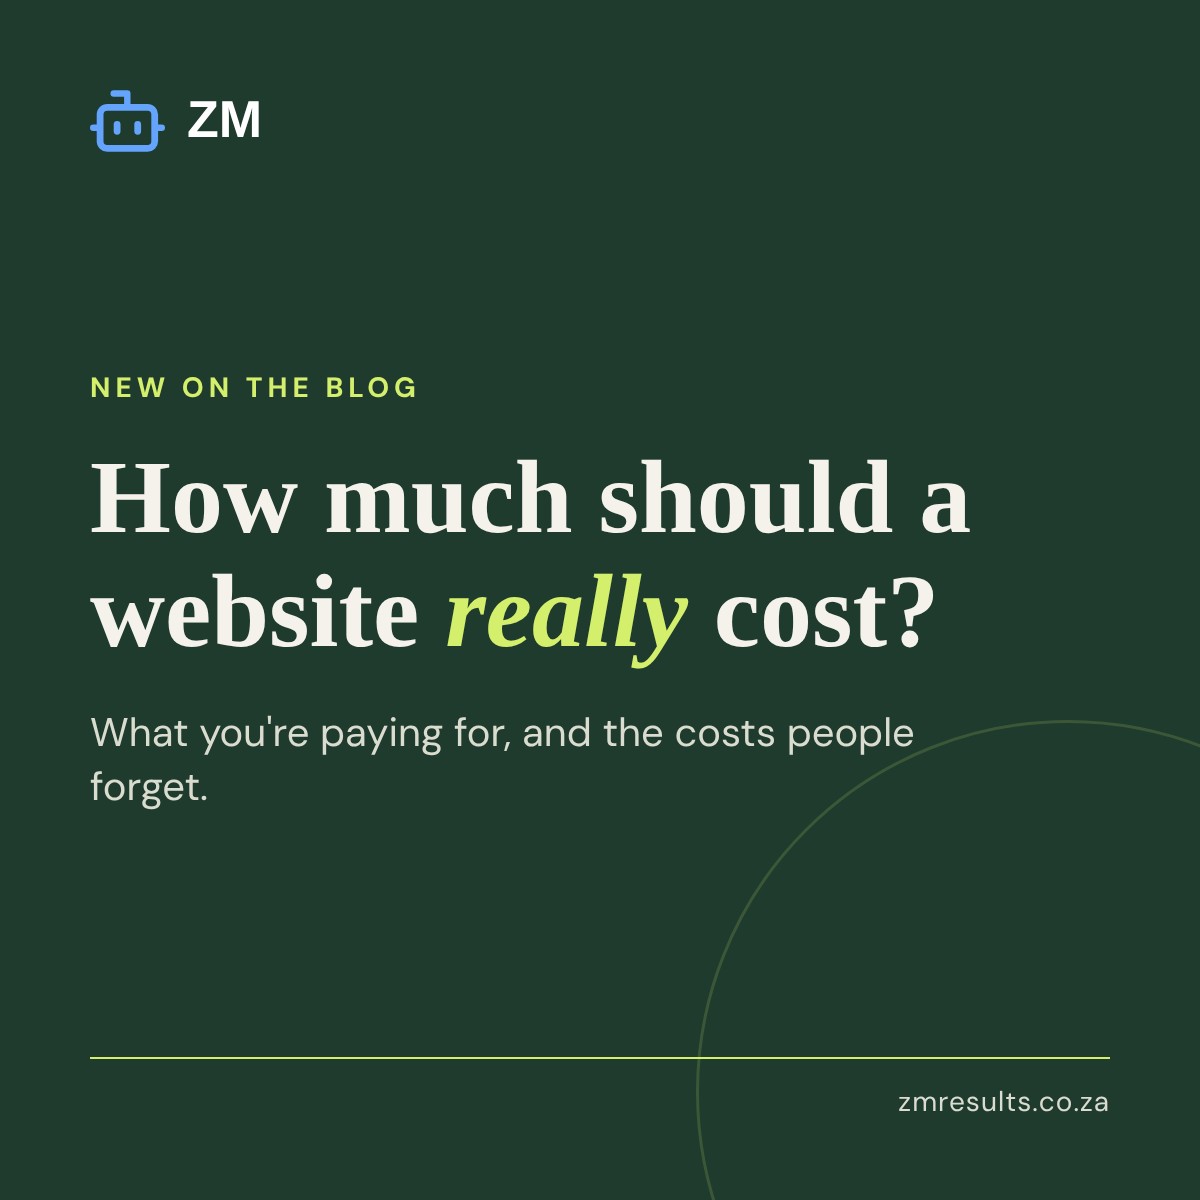 ZM
NEW ON THE BLOG
How much should a
website really cost?
What you're paying for, and the costs people
forget.
zmresults.co.za